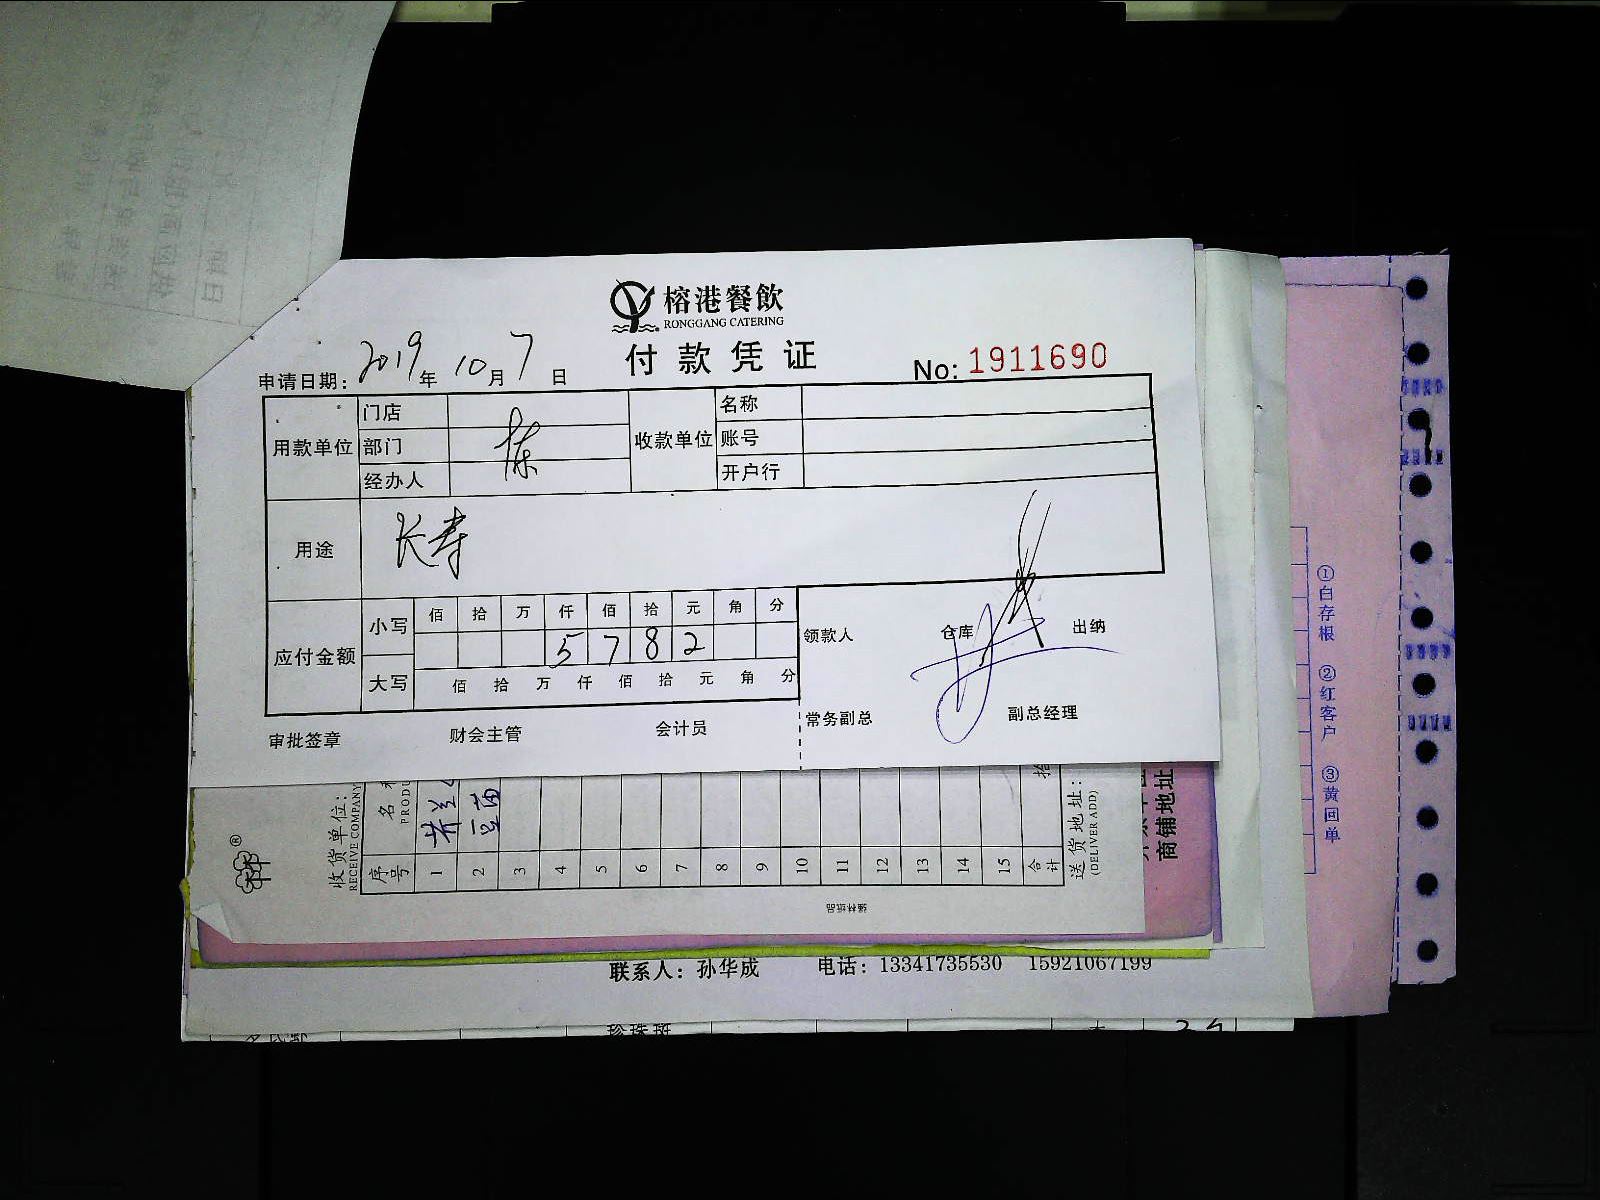 榕港餐飲
RONGGANG CATERING
付款凭证
No: 1911690
申请日期: 2019 年 10 月 7 日
用款单位 门店 收款单位 名称
部门 陈 账号
经办人 开户行
用途 长寿
应付金额 小写 佰 拾 万 仟 佰 拾 元 角 分
5 7 8 2
大写 佰 拾 万 仟 佰 拾 元 角 分
领款人 仓库 出纳
常务副总 副总经理
审批签章 财会主管 会计员
收货单位:
RECEIVE COMPANY
序号 名
PRODU
1
2
3
4
5
6
7
8
9
10
11
12
13
14
15
合计
送货地址:
(DELIVER ADD)
商铺地址
①白存根 ②红客户 ③黄回单
联系人: 孙华成 电话: 13341735530 15921067199
珍珠斑